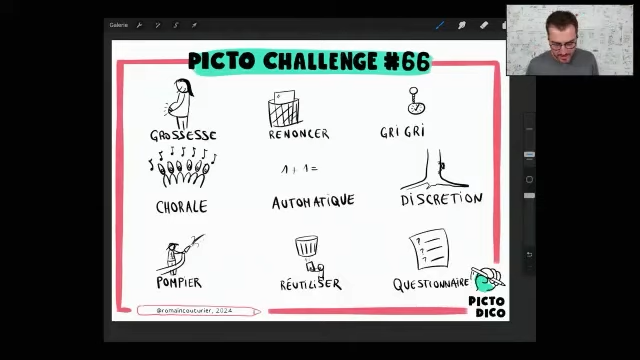 Galerie
PICTO CHALLENGE #66
GROSSESSE
RENONCER
GRI GRI
CHORALE
1 + 1 =
AUTOMATIQUE
DISCRETION
POMPIER
RÉUTILISER
QUESTIONNAIRE
@romaincouturier, 2024
PICTO
DICO